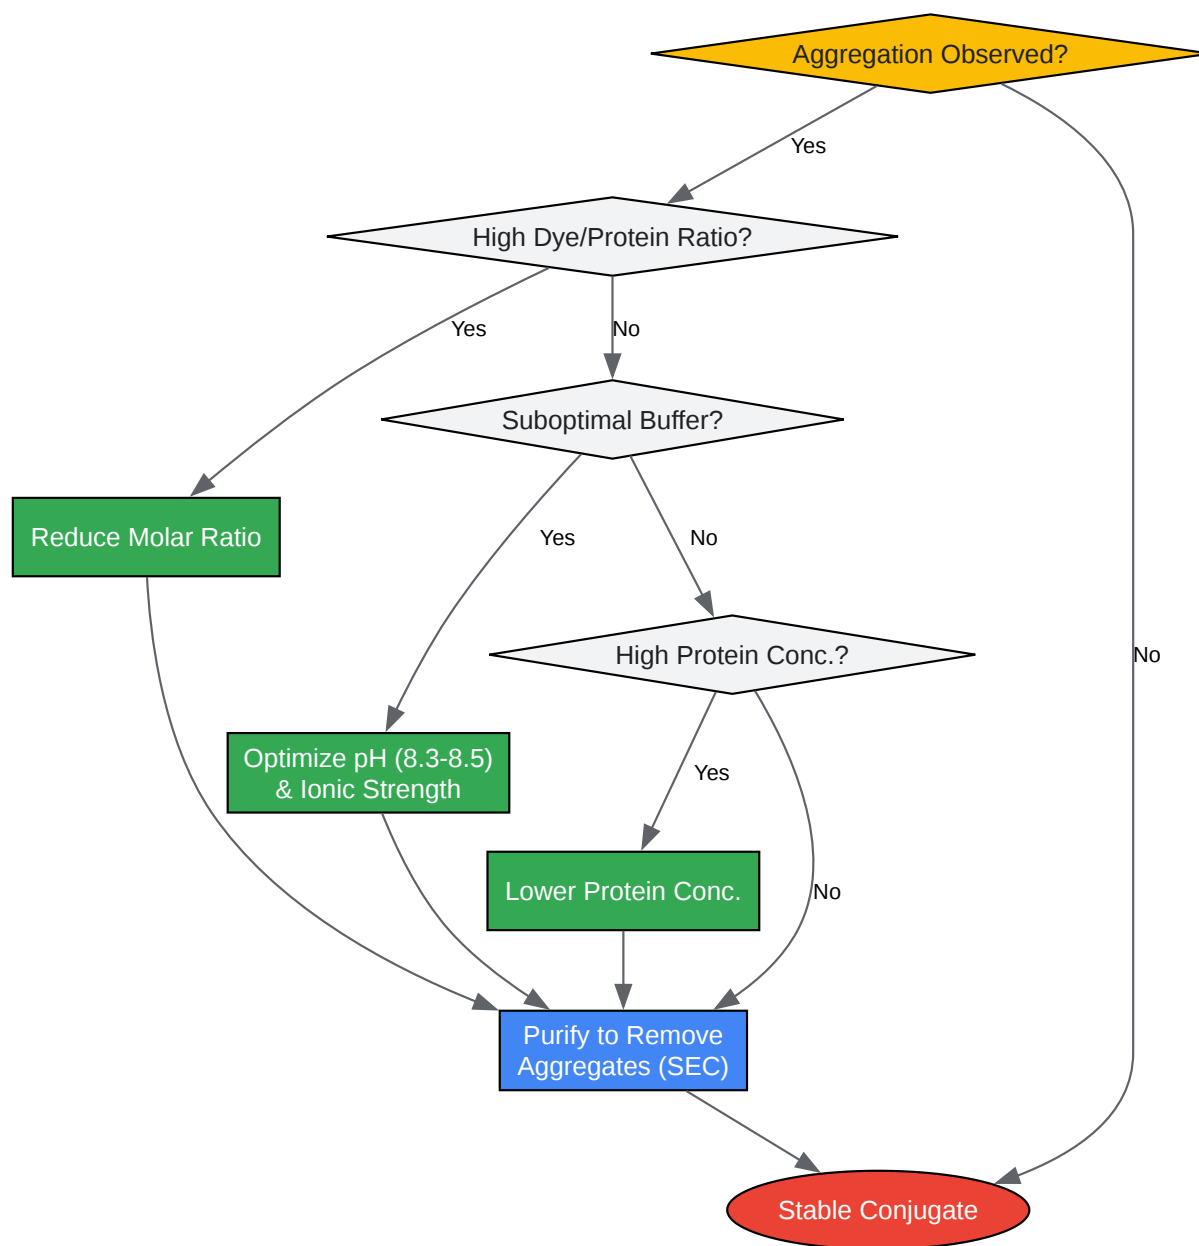 Aggregation Observed?
Yes
High Dye/Protein Ratio?
Yes
No
Suboptimal Buffer?
Reduce Molar Ratio
Yes
No
High Protein Conc.?
No
Optimize pH (8.3-8.5)
& Ionic Strength
Yes
Lower Protein Conc.
No
Purify to Remove
Aggregates (SEC)
Stable Conjugate